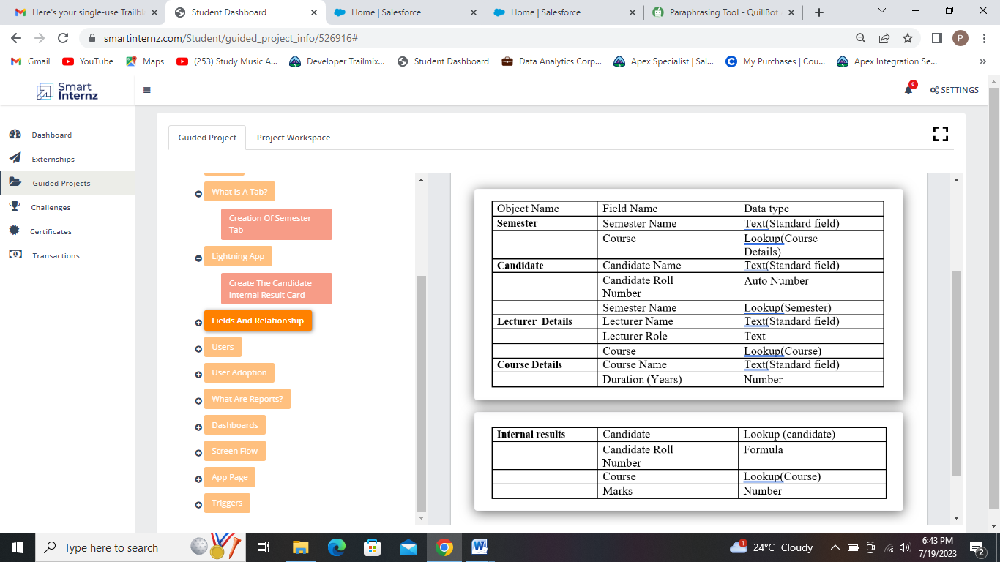 Here's your single-use Trailbl
Student Dashboard
Home | Salesforce
Home | Salesforce
Paraphrasing Tool - QuillBot
smartinternz.com/Student/guided_project_info/526916#
P
Gmail
YouTube
Maps
(253) Study Music A...
Developer Trailmix...
Student Dashboard
Data Analytics Corp...
Apex Specialist | Sal...
My Purchases | Cou...
Apex Integration Se...
Smart
Internz
0
SETTINGS
Dashboard
Externships
Guided Projects
Challenges
Certificates
Transactions
Guided Project
Project Workspace
What Is A Tab?
Creation Of Semester
Tab
Lightning App
Create The Candidate
Internal Result Card
Fields And Relationship
Users
User Adoption
What Are Reports?
Dashboards
Screen Flow
App Page
Triggers
Object Name Field Name Data type
Semester Semester Name Text(Standard field)
Course Lookup(Course
Details)
Candidate Candidate Name Text(Standard field)
Candidate Roll Auto Number
Number
Semester Name Lookup(Semester)
Lecturer Details Lecturer Name Text(Standard field)
Lecturer Role Text
Course Lookup(Course)
Course Details Course Name Text(Standard field)
Duration (Years) Number
Internal results Candidate Lookup (candidate)
Candidate Roll Formula
Number
Course Lookup(Course)
Marks Number
Type here to search
W
1
24°C Cloudy
6:43 PM
7/19/2023
2